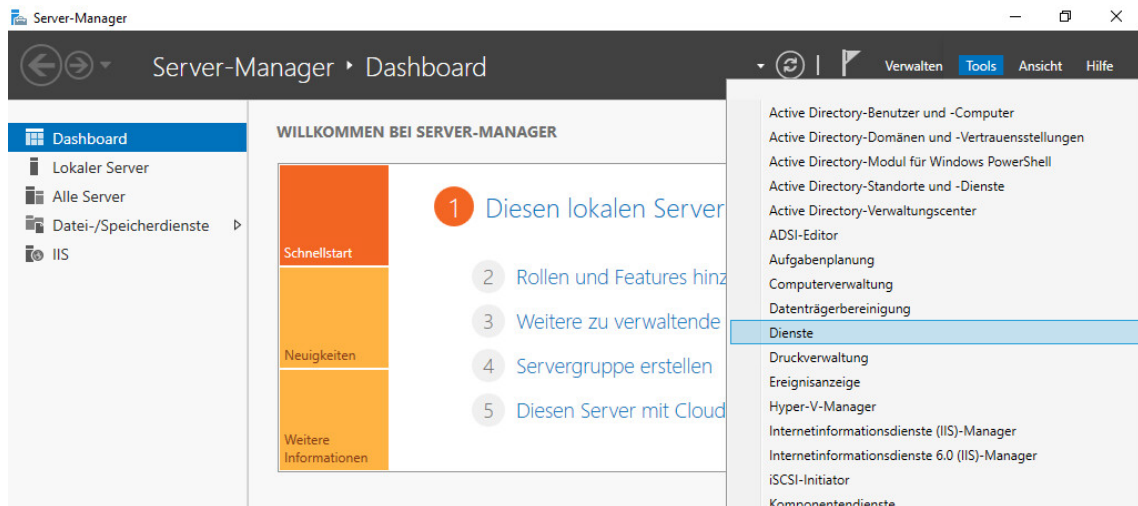 Server-Manager
Server-Manager • Dashboard
Verwalten Tools Ansicht Hilfe
Dashboard
Lokaler Server
Alle Server
Datei-/Speicherdienste
IIS
WILLKOMMEN BEI SERVER-MANAGER
Schnellstart
Neuigkeiten
Weitere
Informationen
1 Diesen lokalen Server
2 Rollen und Features hinz
3 Weitere zu verwaltende
4 Servergruppe erstellen
5 Diesen Server mit Cloud
Active Directory-Benutzer und -Computer
Active Directory-Domänen und -Vertrauensstellungen
Active Directory-Modul für Windows PowerShell
Active Directory-Standorte und -Dienste
Active Directory-Verwaltungscenter
ADSI-Editor
Aufgabenplanung
Computerverwaltung
Datenträgerbereinigung
Dienste
Druckverwaltung
Ereignisanzeige
Hyper-V-Manager
Internetinformationsdienste (IIS)-Manager
Internetinformationsdienste 6.0 (IIS)-Manager
iSCSI-Initiator
Komponentendienste